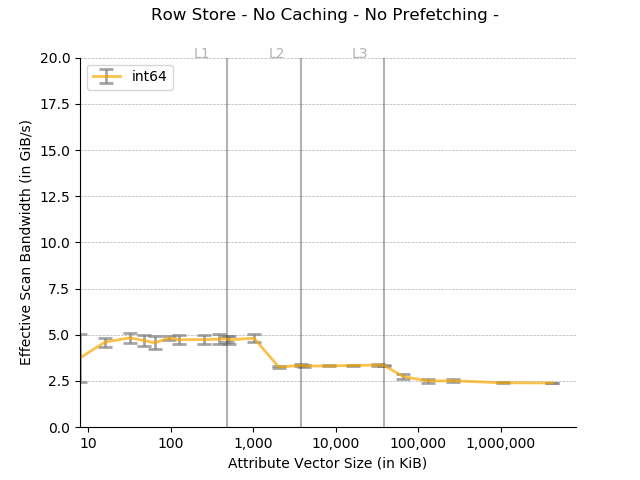 Row Store - No Caching - No Prefetching -
L1 L2 L3
int64
20.0
17.5
15.0
12.5
10.0
7.5
5.0
2.5
0.0
Effective Scan Bandwidth (in GiB/s)
10 100 1,000 10,000 100,000 1,000,000
Attribute Vector Size (in KiB)